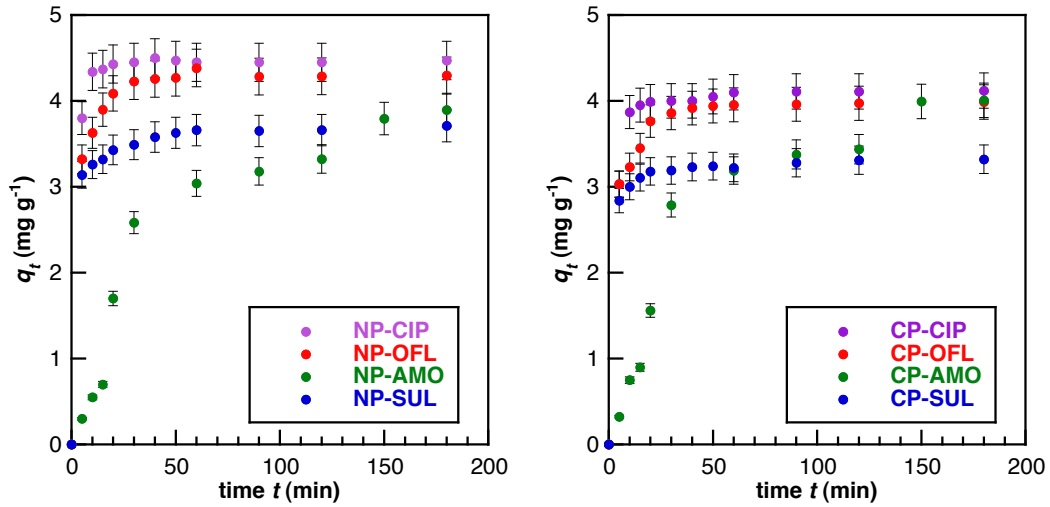 5
4
3
2
1
0
q_t (mg g⁻¹)
NP-CIP
NP-OFL
NP-AMO
NP-SUL
0 50 100 150 200
time t (min)
5
4
3
2
1
0
q_t (mg g⁻¹)
CP-CIP
CP-OFL
CP-AMO
CP-SUL
0 50 100 150 200
time t (min)